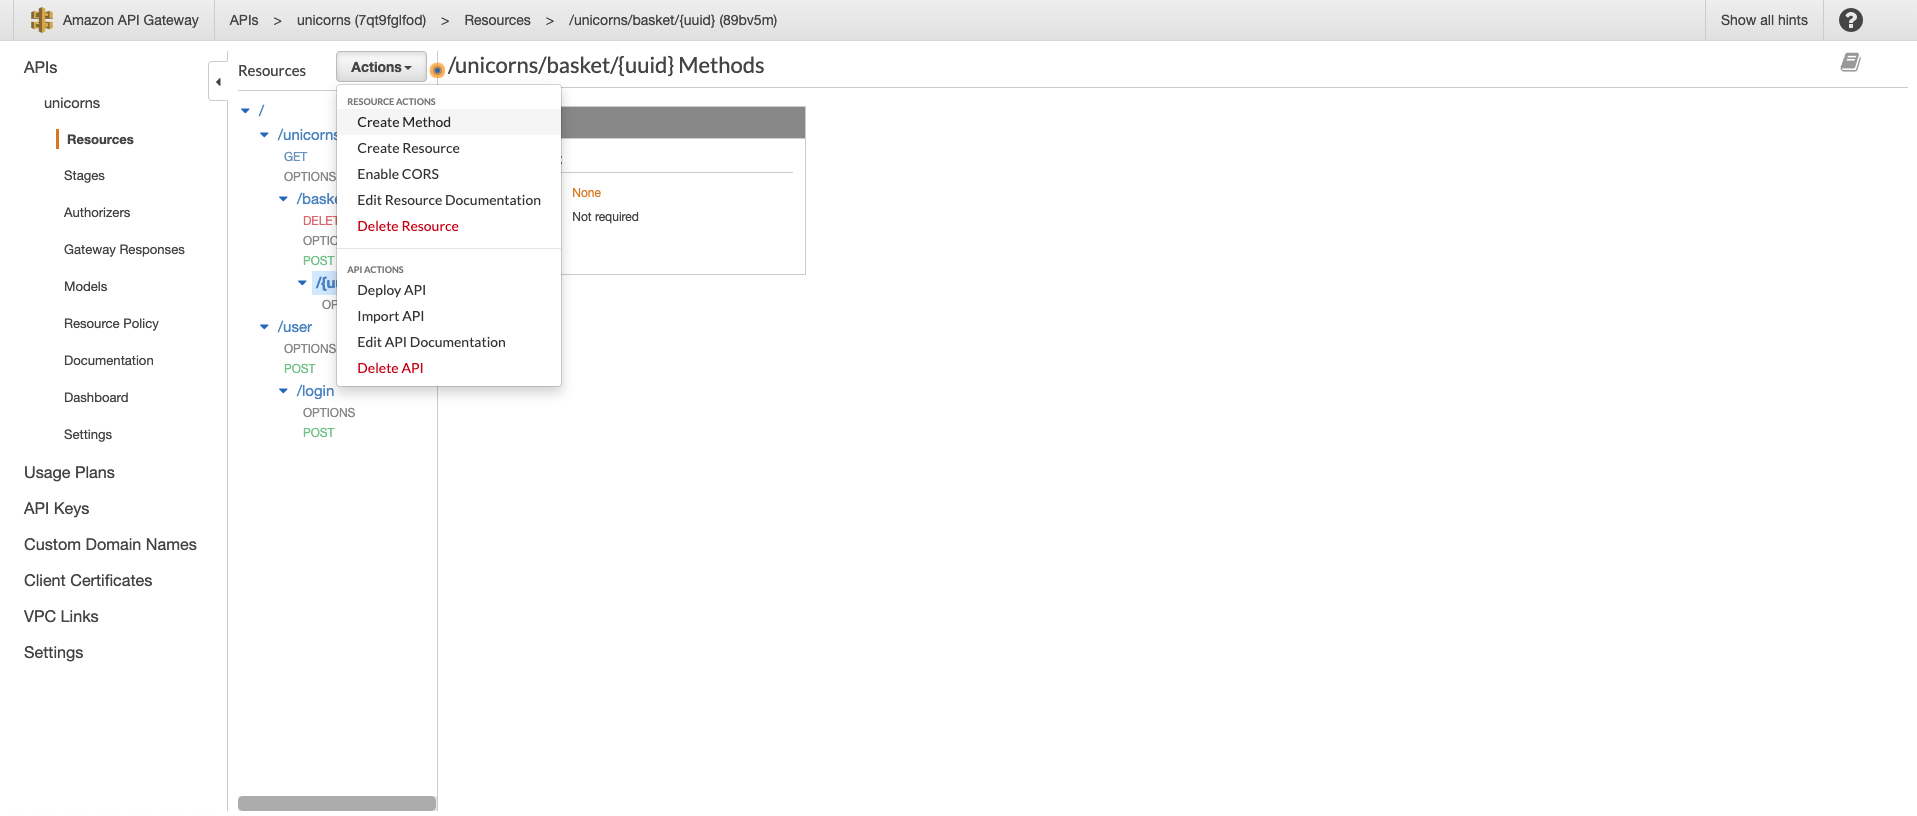 Amazon API Gateway
APIs > unicorns (7qt9fglfod) > Resources > /unicorns/basket/{uuid} (89bv5m)
Show all hints
APIs
unicorns
Resources
Stages
Authorizers
Gateway Responses
Models
Resource Policy
Documentation
Dashboard
Settings
Usage Plans
API Keys
Custom Domain Names
Client Certificates
VPC Links
Settings
Resources
Actions
/
/unicorns
GET
OPTIONS
POST
/user
OPTIONS
POST
/login
OPTIONS
POST
RESOURCE ACTIONS
Create Method
Create Resource
Enable CORS
Edit Resource Documentation
Delete Resource
API ACTIONS
Deploy API
Import API
Edit API Documentation
Delete API
/unicorns/basket/{uuid} Methods
None
Not required